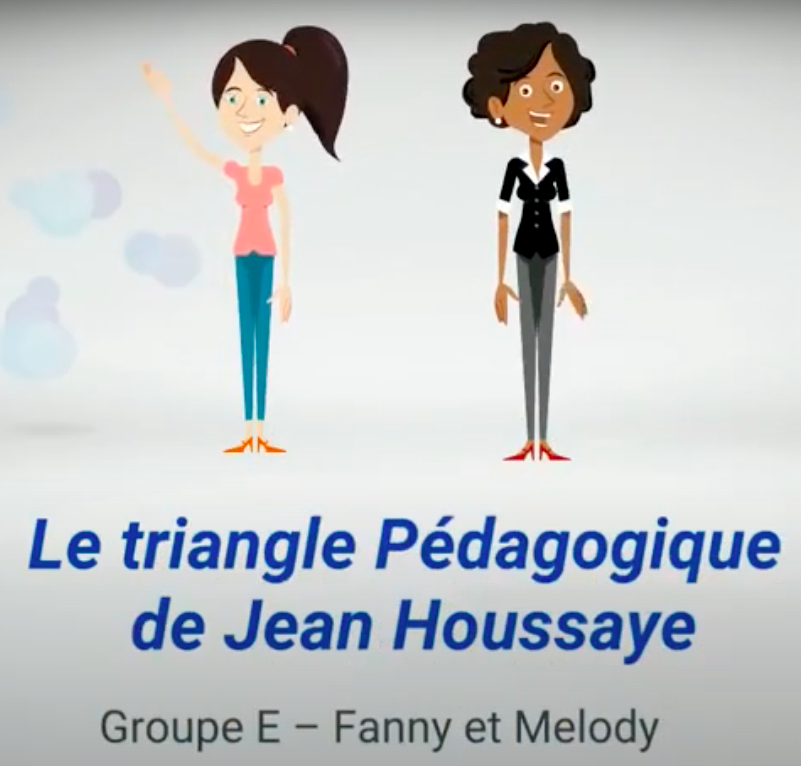 Le triangle Pédagogique
de Jean Houssaye
Groupe E – Fanny et Melody